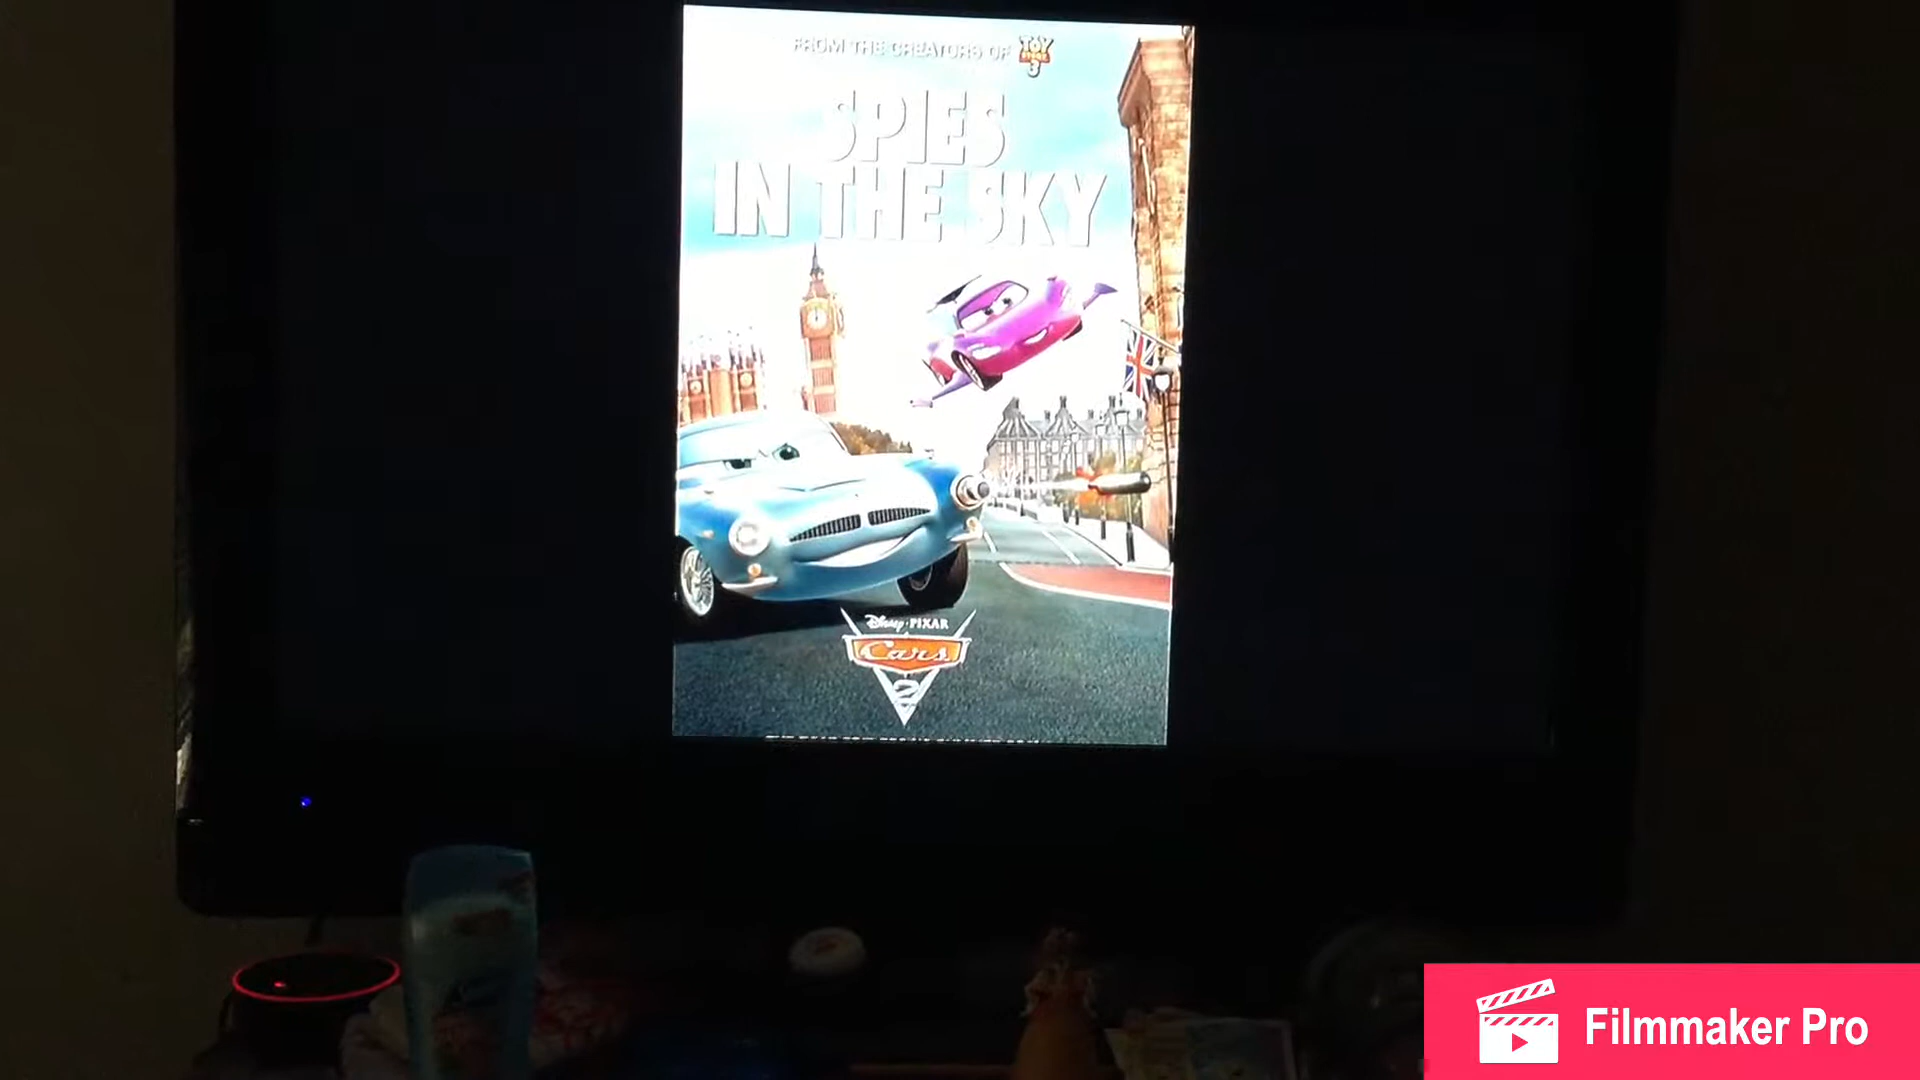 FROM THE CREATORS OF TOY STORY 3
SPIES
IN THE SKY
Disney·PIXAR
Cars
2
Filmmaker Pro